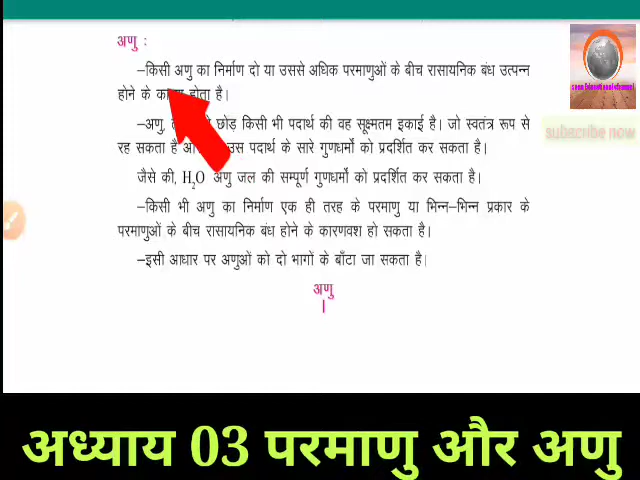 अणु :
–किसी अणु का निर्माण दो या उससे अधिक परमाणुओं के बीच रासायनिक बंध उत्पन्न
होने के होता है।
–अणु, छोड़ किसी भी पदार्थ की वह सूक्ष्मतम इकाई है। जो स्वतंत्र रूप से
रह सकता है उस पदार्थ के सारे गुणधर्मो को प्रदर्शित कर सकता है।
जैसे की, H₂O अणु जल की सम्पूर्ण गुणधर्मो को प्रदर्शित कर सकता है।
–किसी भी अणु का निर्माण एक ही तरह के परमाणु या भिन्न–भिन्न प्रकार के
परमाणुओं के बीच रासायनिक बंध होने के कारणवश हो सकता है।
–इसी आधार पर अणुओं को दो भागों के बाँटा जा सकता है।
अणु
subscribe now
अध्याय 03 परमाणु और अणु